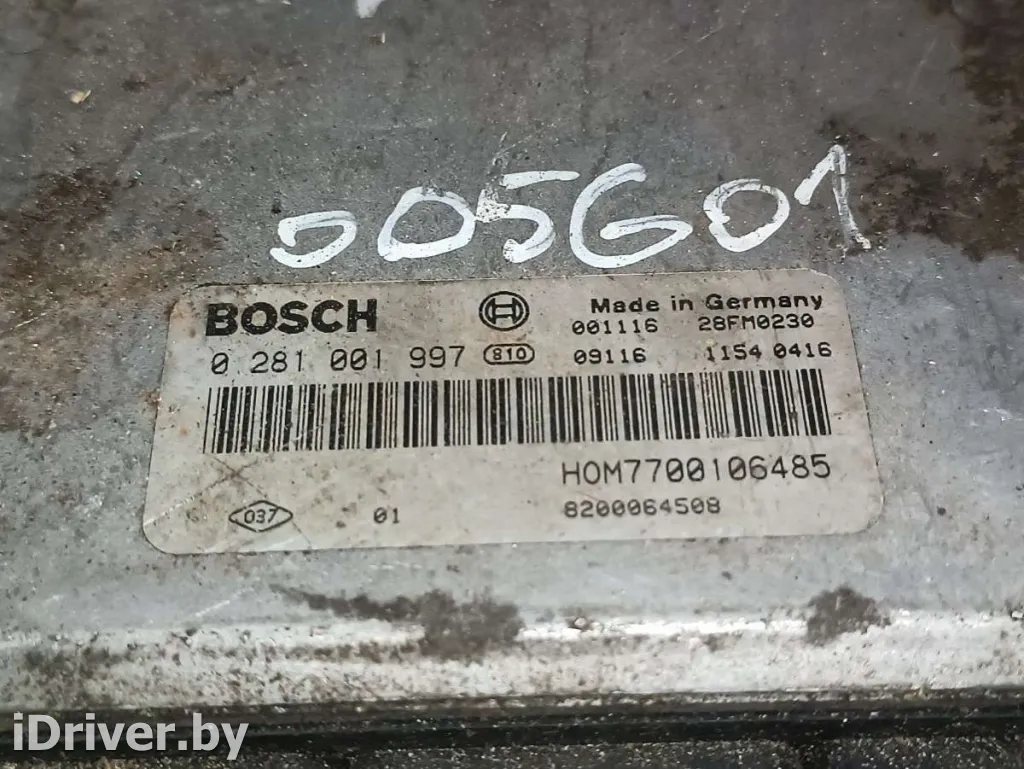 005G01
BOSCH
Made in Germany
001116 28FM0230
0 281 001 997 810 09116 1154 0416
HOM7700106485
037 01 8200064508
iDriver.by